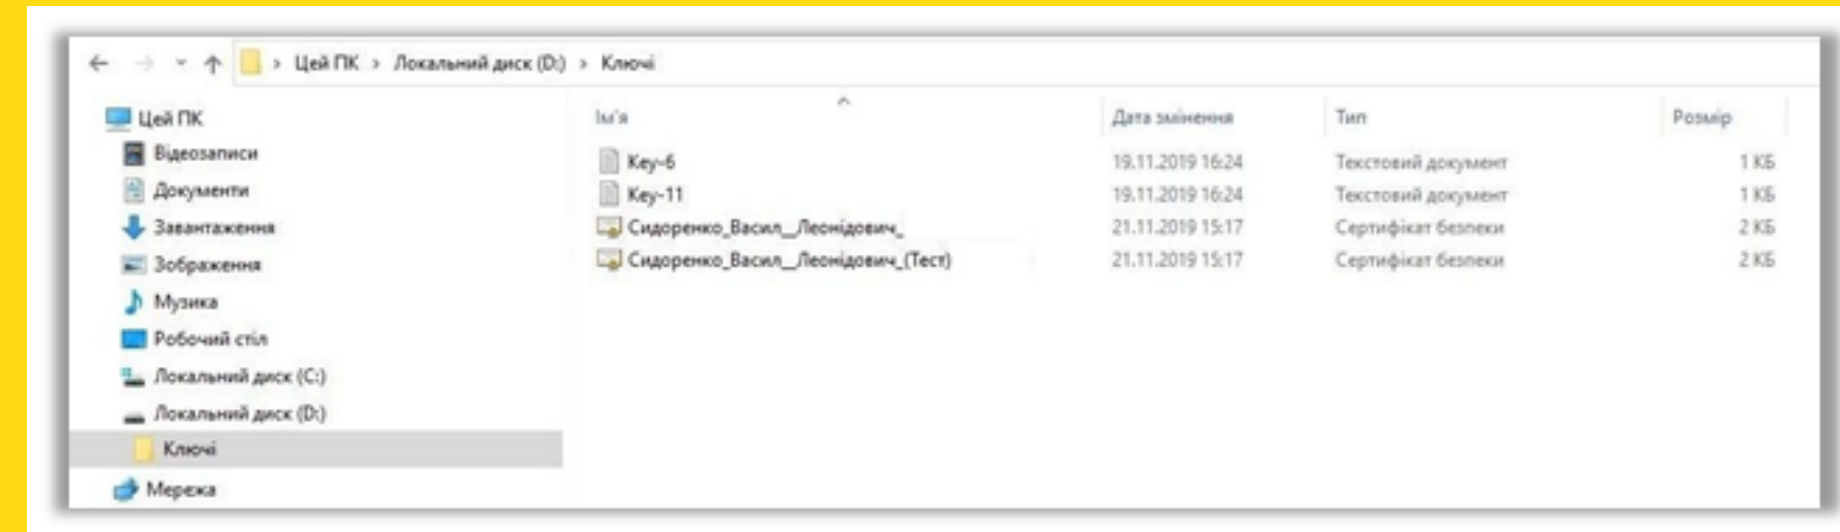 Цей ПК > Локальний диск (D:) > Ключі
Цей ПК
Відеозаписи
Документи
Завантаження
Зображення
Музика
Робочий стіл
Локальний диск (C:)
Локальний диск (D:)
Ключі
Мережа
Ім'я Дата змінення Тип Розмір
Key-6 19.11.2019 16:24 Текстовий документ 1 КБ
Key-11 19.11.2019 16:24 Текстовий документ 1 КБ
Сидоренко_Васил__Леонідович_ 21.11.2019 15:17 Сертифікат безпеки 2 КБ
Сидоренко_Васил__Леонідович_(Тест) 21.11.2019 15:17 Сертифікат безпеки 2 КБ